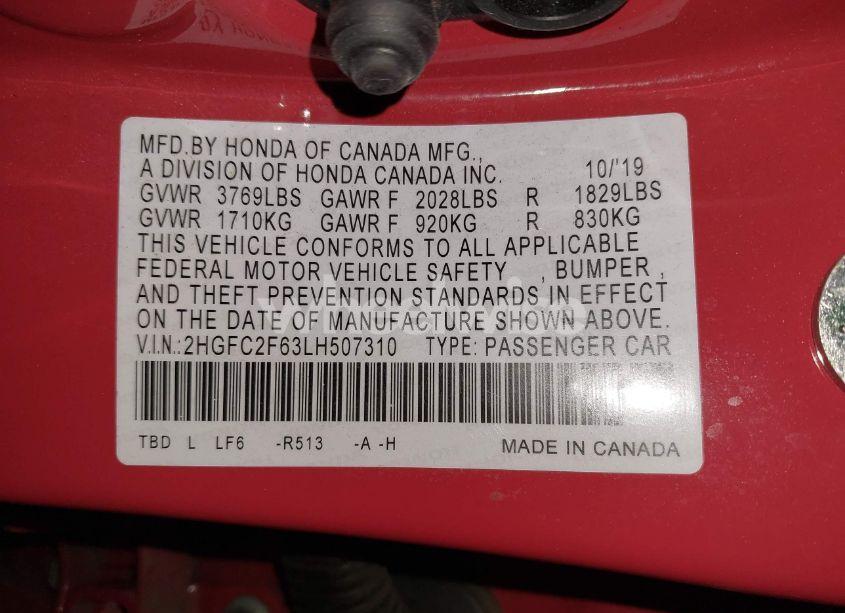 MFD.BY HONDA OF CANADA MFG.,
A DIVISION OF HONDA CANADA INC. 10/'19
GVWR 3769LBS GAWR F 2028LBS R 1829LBS
GVWR 1710KG GAWR F 920KG R 830KG
THIS VEHICLE CONFORMS TO ALL APPLICABLE
FEDERAL MOTOR VEHICLE SAFETY , BUMPER ,
AND THEFT PREVENTION STANDARDS IN EFFECT
ON THE DATE OF MANUFACTURE SHOWN ABOVE.
V.I.N.:2HGFC2F63LH507310 TYPE: PASSENGER CAR
TBD L LF6 -R513 -A -H MADE IN CANADA